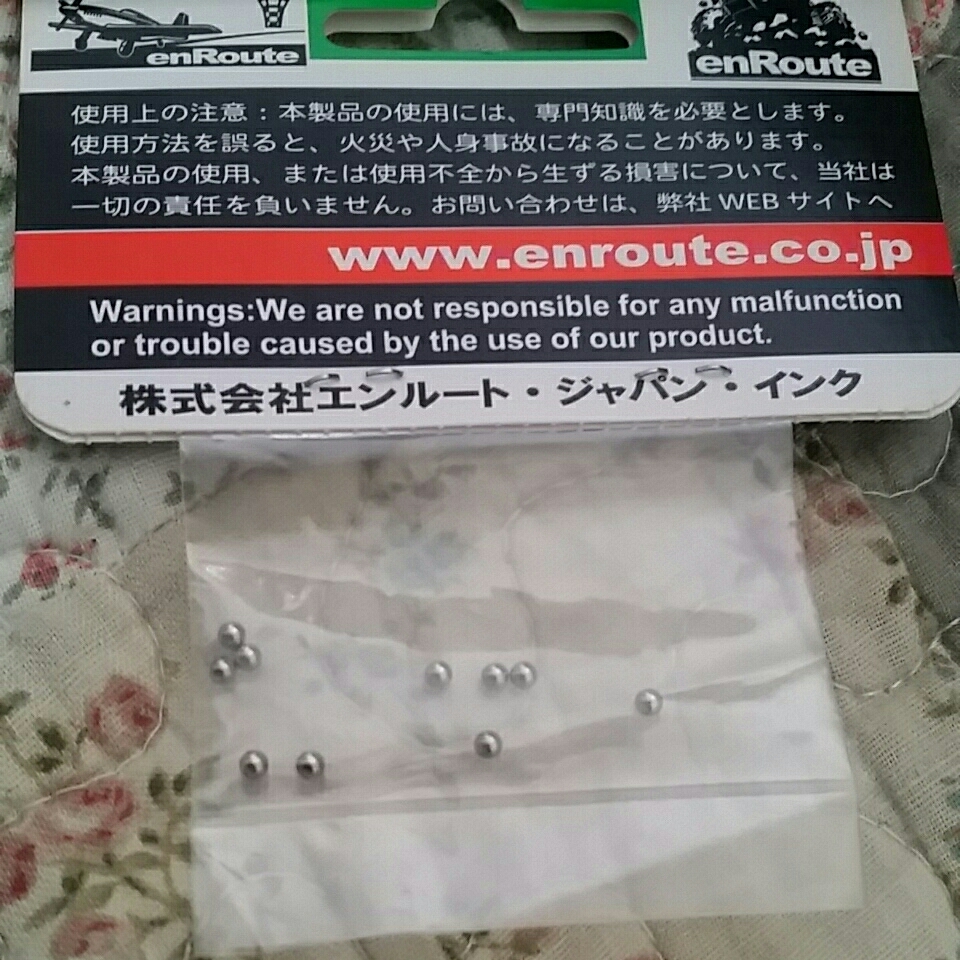 enRoute
enRoute
使用上の注意：本製品の使用には、専門知識を必要とします。
使用方法を誤ると、火災や人身事故になることがあります。
本製品の使用、または使用不全から生ずる損害について、当社は
一切の責任を負いません。お問い合わせは、弊社 WEB サイトへ
www.enroute.co.jp
Warnings:We are not responsible for any malfunction
or trouble caused by the use of our product.
株式会社エンルート・ジャパン・インク